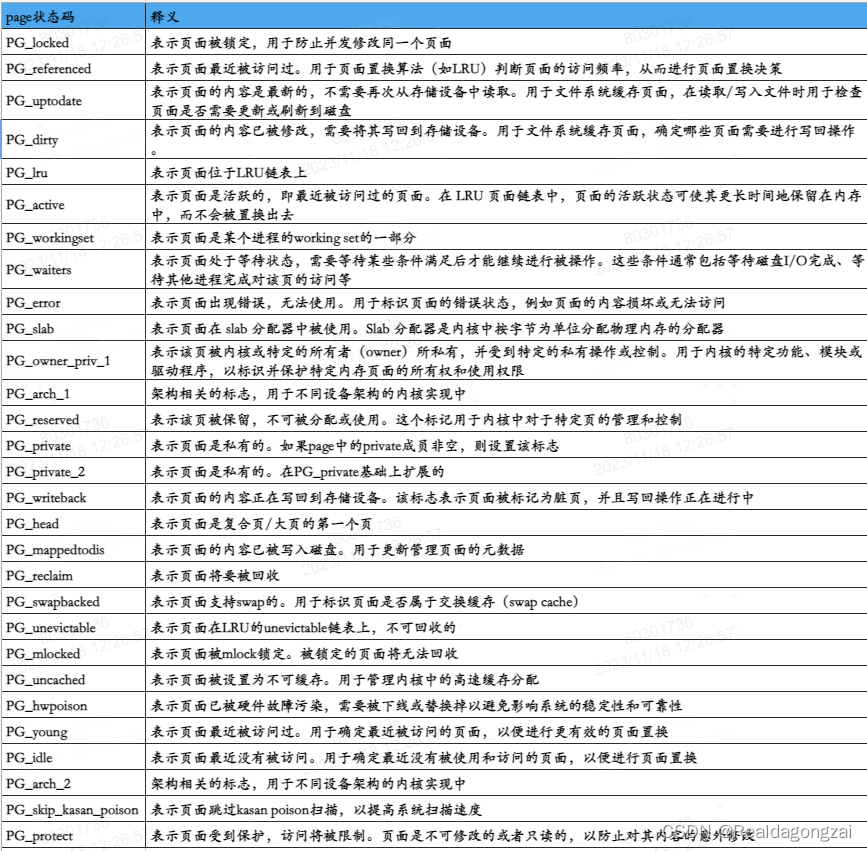 page状态码 释义
PG_locked 表示页面被锁定，用于防止并发修改同一个页面
PG_referenced 表示页面最近被访问过。用于页面置换算法（如LRU）判断页面的访问频率，从而进行页面置换决策
PG_uptodate 表示页面的内容是最新的，不需要再次从存储设备中读取。用于文件系统缓存页面，在读取/写入文件时用于检查
页面是否需要更新或刷新到磁盘
PG_dirty 表示页面的内容已被修改，需要将其写回到存储设备。用于文件系统缓存页面，确定哪些页面需要进行写回操作
。
PG_lru 表示页面位于LRU链表上
PG_active 表示页面是活跃的，即最近被访问过的页面。在 LRU 页面链表中，页面的活跃状态可使其更长时间地保留在内存
中，而不会被置换出去
PG_workingset 表示页面是某个进程的working set的一部分
PG_waiters 表示页面处于等待状态，需要等待某些条件满足后才能继续进行被操作。这些条件通常包括等待磁盘I/O完成、等
待其他进程完成对该页的访问等
PG_error 表示页面出现错误，无法使用。用于标识页面的错误状态，例如页面的内容损坏或无法访问
PG_slab 表示页面在 slab 分配器中被使用。Slab 分配器是内核中按字节为单位分配物理内存的分配器
PG_owner_priv_1 表示该页被内核或特定的所有者（owner）所私有，并受到特定的私有操作或控制。用于内核的特定功能、模块或
驱动程序，以标识并保护特定内存页面的所有权和使用权限
PG_arch_1 架构相关的标志，用于不同设备架构的内核实现中
PG_reserved 表示该页被保留，不可被分配或使用。这个标记用于内核中对于特定页的管理和控制
PG_private 表示页面是私有的。如果page中的private成员非空，则设置该标志
PG_private_2 表示页面是私有的。在PG_private基础上扩展的
PG_writeback 表示页面的内容正在写回到存储设备。该标志表示页面被标记为脏页，并且写回操作正在进行中
PG_head 表示页面是复合页/大页的第一个页
PG_mappedtodis 表示页面的内容已被写入磁盘。用于更新管理页面的元数据
PG_reclaim 表示页面将要被回收
PG_swapbacked 表示页面支持swap的。用于标识页面是否属于交换缓存（swap cache）
PG_unevictable 表示页面在LRU的unevictable链表上，不可回收的
PG_mlocked 表示页面被mlock锁定。被锁定的页面将无法回收
PG_uncached 表示页面被设置为不可缓存。用于管理内核中的高速缓存分配
PG_hwpoison 表示页面已被硬件故障污染，需要被下线或替换掉以避免影响系统的稳定性和可靠性
PG_young 表示页面最近被访问过。用于确定最近被访问的页面，以便进行更有效的页面置换
PG_idle 表示页面最近没有被访问。用于确定最近没有被使用和访问的页面，以便进行页面置换
PG_arch_2 架构相关的标志，用于不同设备架构的内核实现中
PG_skip_kasan_poison 表示页面跳过kasan poison扫描，以提高系统扫描速度
PG_protect 表示页面受到保护，访问将被限制。页面是不可修改的或者只读的，以防止对其内容的意外修改
CSDN @Realdagongzai
80301736
2023/11/18 12:26:57